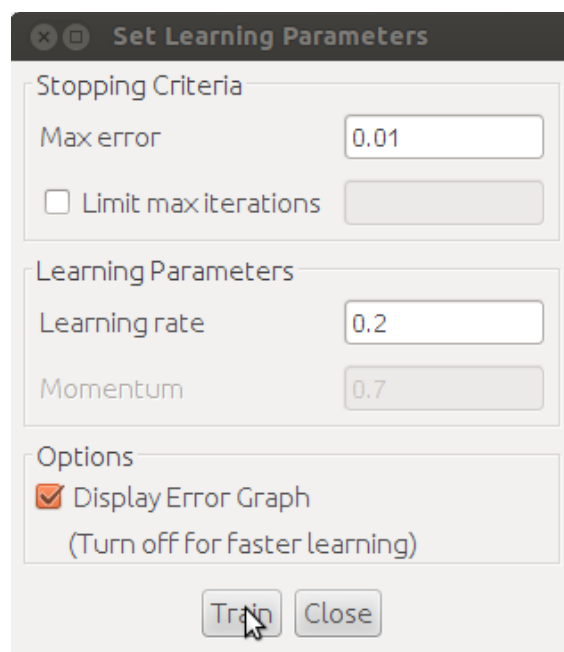 Set Learning Parameters
Stopping Criteria
Max error 0.01
Limit max iterations
Learning Parameters
Learning rate 0.2
Momentum 0.7
Options
Display Error Graph
(Turn off for faster learning)
Train Close